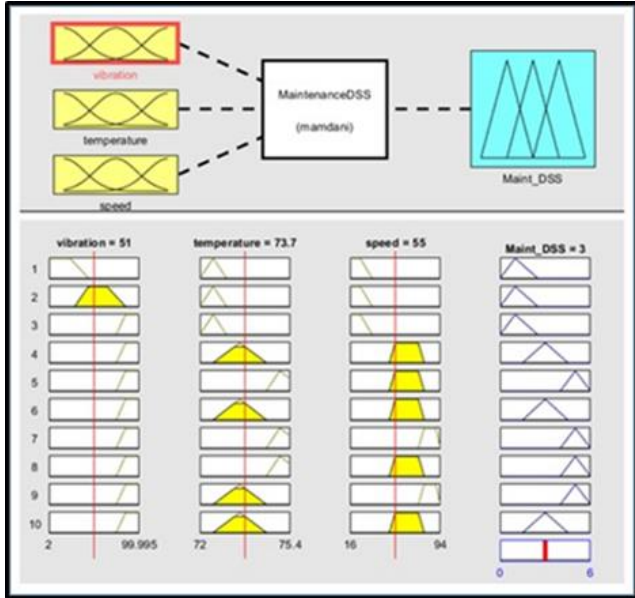 vibration
temperature
speed
MaintenanceDSS
(mamdani)
Maint_DSS
vibration = 51 temperature = 73.7 speed = 55 Maint_DSS = 3
1
2
3
4
5
6
7
8
9
10
2 99.995 72 75.4 16 94 0 6